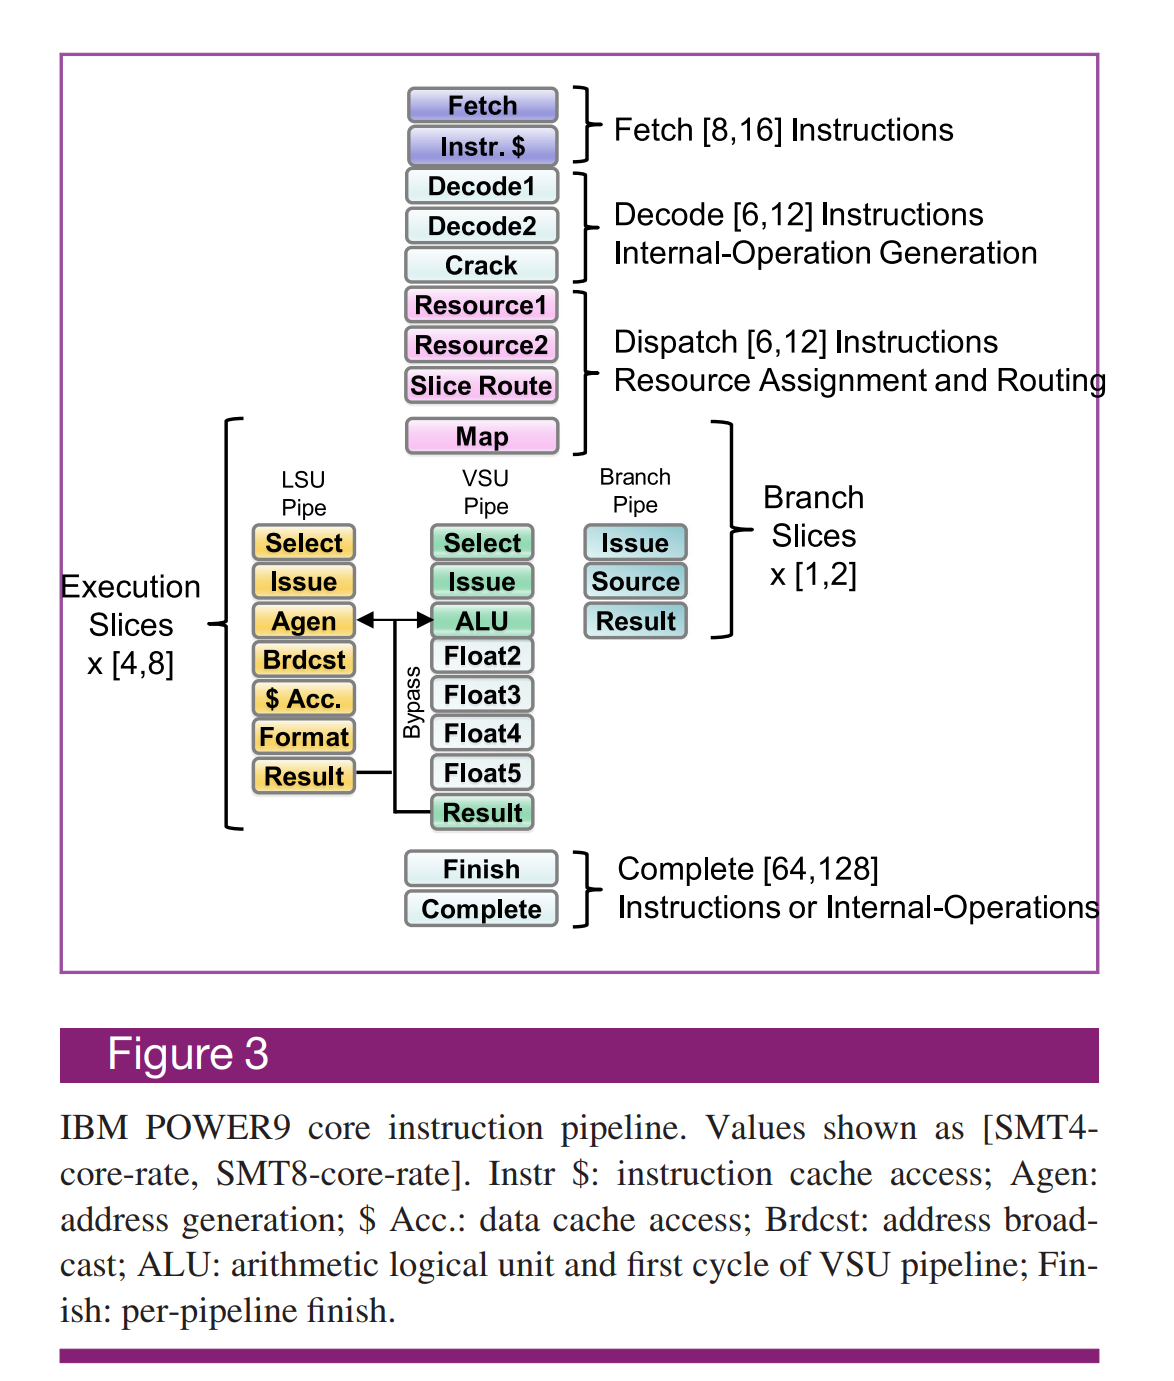 Fetch
Instr. $
Fetch [8,16] Instructions
Decode1
Decode2
Crack
Decode [6,12] Instructions
Internal-Operation Generation
Resource1
Resource2
Slice Route
Map
Dispatch [6,12] Instructions
Resource Assignment and Routing
Execution
Slices
x [4,8]
LSU
Pipe
Select
Issue
Agen
Brdcst
$ Acc.
Format
Result
Bypass
VSU
Pipe
Select
Issue
ALU
Float2
Float3
Float4
Float5
Result
Branch
Pipe
Issue
Source
Result
Branch
Slices
x [1,2]
Finish
Complete
Complete [64,128]
Instructions or Internal-Operations
Figure 3
IBM POWER9 core instruction pipeline. Values shown as [SMT4-
core-rate, SMT8-core-rate]. Instr $: instruction cache access; Agen:
address generation; $ Acc.: data cache access; Brdcst: address broad-
cast; ALU: arithmetic logical unit and first cycle of VSU pipeline; Fin-
ish: per-pipeline finish.